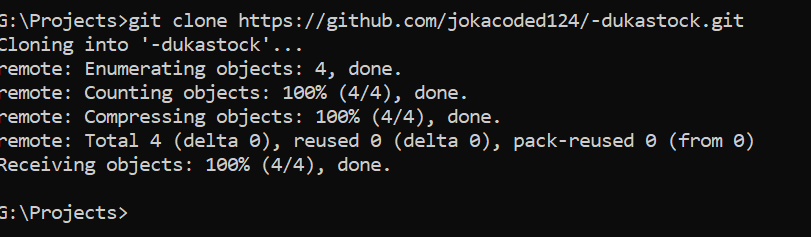 G:\Projects>git clone https://github.com/jokacoded124/-dukastock.git
Cloning into '-dukastock'...
remote: Enumerating objects: 4, done.
remote: Counting objects: 100% (4/4), done.
remote: Compressing objects: 100% (4/4), done.
remote: Total 4 (delta 0), reused 0 (delta 0), pack-reused 0 (from 0)
Receiving objects: 100% (4/4), done.
G:\Projects>